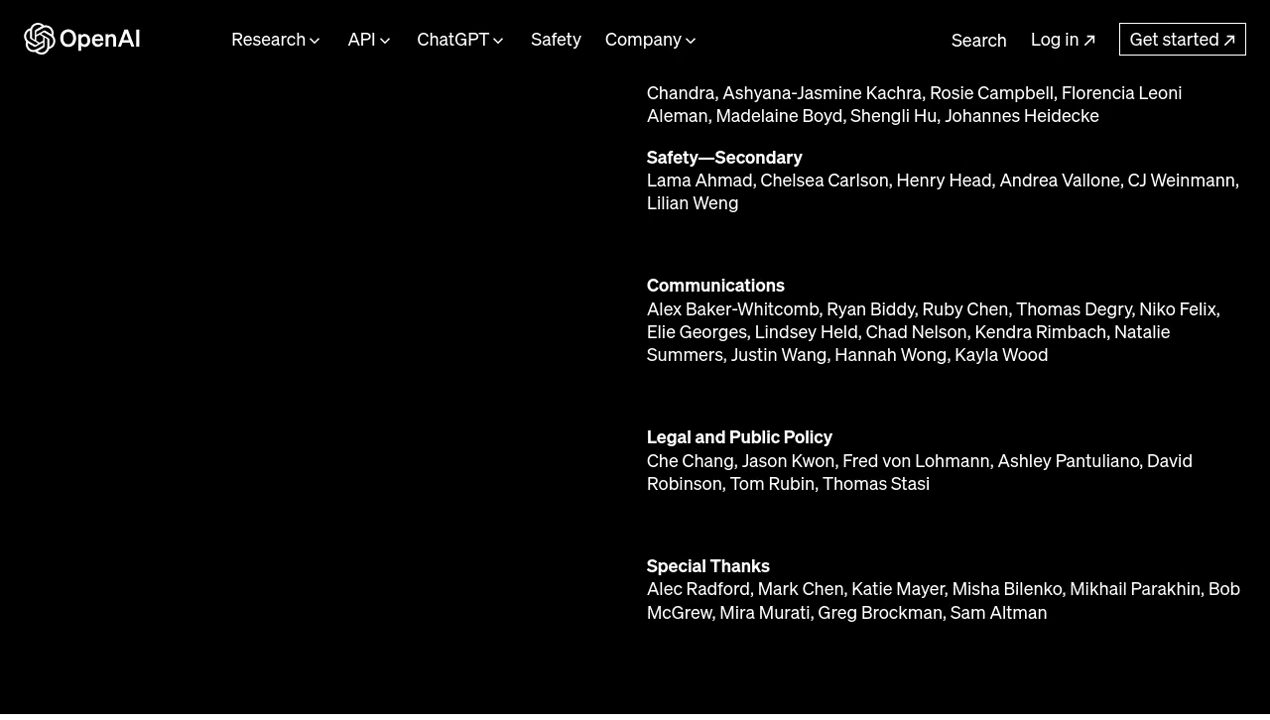 OpenAI
Research
API
ChatGPT
Safety
Company
Search
Log in ↗
Get started ↗
Chandra, Ashyana-Jasmine Kachra, Rosie Campbell, Florencia Leoni
Aleman, Madelaine Boyd, Shengli Hu, Johannes Heidecke
Safety—Secondary
Lama Ahmad, Chelsea Carlson, Henry Head, Andrea Vallone, CJ Weinmann,
Lilian Weng
Communications
Alex Baker-Whitcomb, Ryan Biddy, Ruby Chen, Thomas Degry, Niko Felix,
Elie Georges, Lindsey Held, Chad Nelson, Kendra Rimbach, Natalie
Summers, Justin Wang, Hannah Wong, Kayla Wood
Legal and Public Policy
Che Chang, Jason Kwon, Fred von Lohmann, Ashley Pantuliano, David
Robinson, Tom Rubin, Thomas Stasi
Special Thanks
Alec Radford, Mark Chen, Katie Mayer, Misha Bilenko, Mikhail Parakhin, Bob
McGrew, Mira Murati, Greg Brockman, Sam Altman